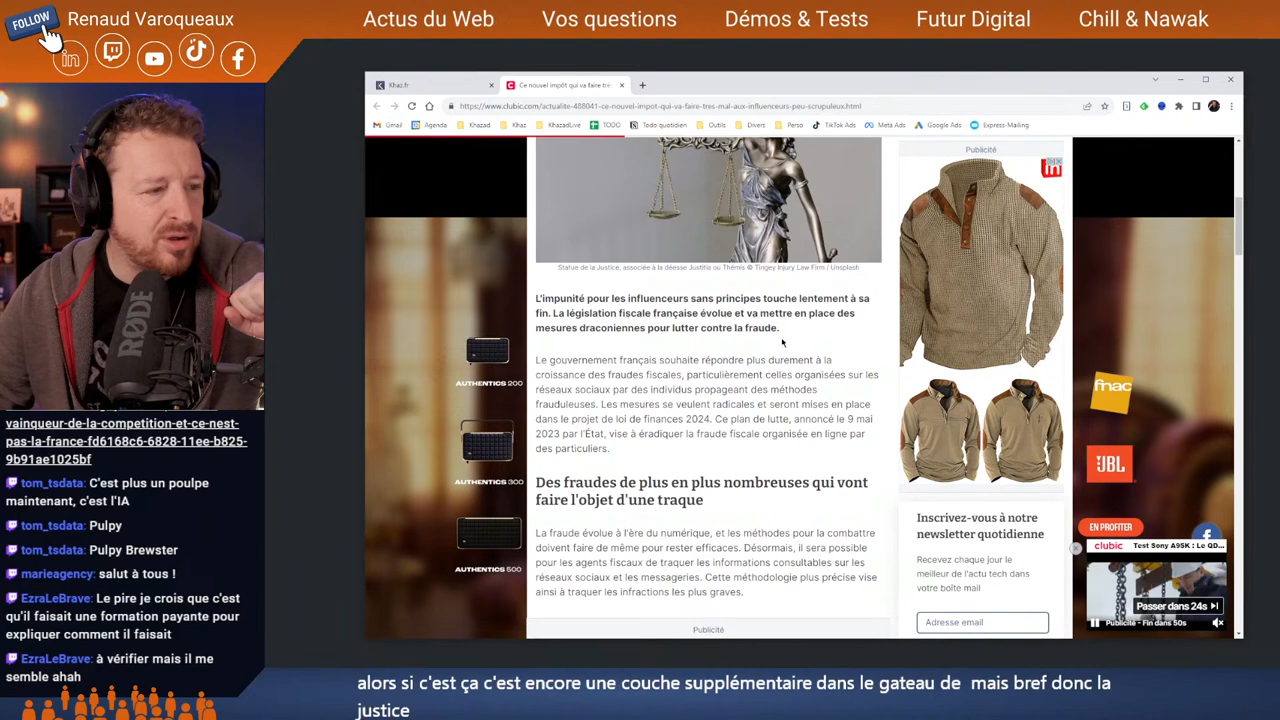 FOLLOW
Renaud Varoqueaux
Actus du Web
Vos questions
Démos & Tests
Futur Digital
Chill & Nawak
Khaz.fr
Ce nouvel impôt qui va faire trè
https://www.clubic.com/actualite-488041-ce-nouvel-impot-qui-va-faire-tres-mal-aux-influenceurs-peu-scrupuleux.html
Gmail
Agenda
Khazad
Khaz
KhazadLive
TODO
Todo quotidien
Outils
Divers
Perso
TikTok Ads
Meta Ads
Google Ads
Express-Mailing
Publicité
Statue de la Justice, associée à la déesse Justitia ou Thémis © Tingey Injury Law Firm / Unsplash
L'impunité pour les influenceurs sans principes touche lentement à sa
fin. La législation fiscale française évolue et va mettre en place des
mesures draconiennes pour lutter contre la fraude.
Le gouvernement français souhaite répondre plus durement à la
croissance des fraudes fiscales, particulièrement celles organisées sur les
réseaux sociaux par des individus propageant des méthodes
frauduleuses. Les mesures se veulent radicales et seront mises en place
dans le projet de loi de finances 2024. Ce plan de lutte, annoncé le 9 mai
2023 par l'État, vise à éradiquer la fraude fiscale organisée en ligne par
des particuliers.
Des fraudes de plus en plus nombreuses qui vont
faire l'objet d'une traque
La fraude évolue à l'ère du numérique, et les méthodes pour la combattre
doivent faire de même pour rester efficaces. Désormais, il sera possible
pour les agents fiscaux de traquer les informations consultables sur les
réseaux sociaux et les messageries. Cette méthodologie plus précise vise
ainsi à traquer les infractions les plus graves.
Publicité
AUTHENTICS 200
AUTHENTICS 300
AUTHENTICS 500
fnac
JBL
EN PROFITER
Inscrivez-vous à notre
newsletter quotidienne
Recevez chaque jour le
meilleur de l'actu tech dans
votre boîte mail
Adresse email
clubic
Test Sony A95K : Le QD...
Passer dans 24s
Publicité - Fin dans 50s
RØDE
vainqueur-de-la-competition-et-ce-nest-
pas-la-france-fd6168c6-6828-11ee-b825-
9b91ae1025bf
tom_tsdata: C'est plus un poulpe
maintenant, c'est l'IA
tom_tsdata: Pulpy
tom_tsdata: Pulpy Brewster
marieagency: salut à tous !
EzraLeBrave: Le pire je crois que c'est
qu'il faisait une formation payante pour
expliquer comment il faisait
EzraLeBrave: à vérifier mais il me
semble ahah
alors si c'est ça c'est encore une couche supplémentaire dans le gateau de mais bref donc la
justice